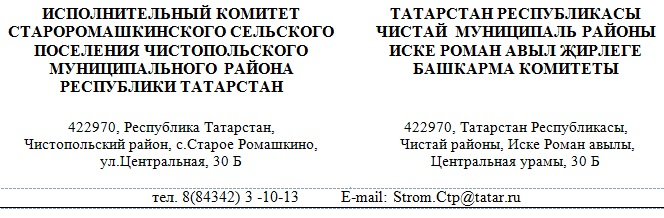 ИСПОЛНИТЕЛЬНЫЙ КОМИТЕТ
СТАРОРОМАШКИНСКОГО СЕЛЬСКОГО
ПОСЕЛЕНИЯ ЧИСТОПОЛЬСКОГО
МУНИЦИПАЛЬНОГО РАЙОНА
РЕСПУБЛИКИ ТАТАРСТАН
422970, Республика Татарстан,
Чистопольский район, с.Старое Ромашкино,
ул.Центральная, 30 Б
ТАТАРСТАН РЕСПУБЛИКАСЫ
ЧИСТАЙ МУНИЦИПАЛЬ РАЙОНЫ
ИСКЕ РОМАН АВЫЛ ҖИРЛЕГЕ
БАШКАРМА КОМИТЕТЫ
422970, Татарстан Республикасы,
Чистай районы, Иске Роман авылы,
Централная урамы, 30 Б
тел. 8(84342) 3 -10-13 E-mail: Strom.Ctp@tatar.ru